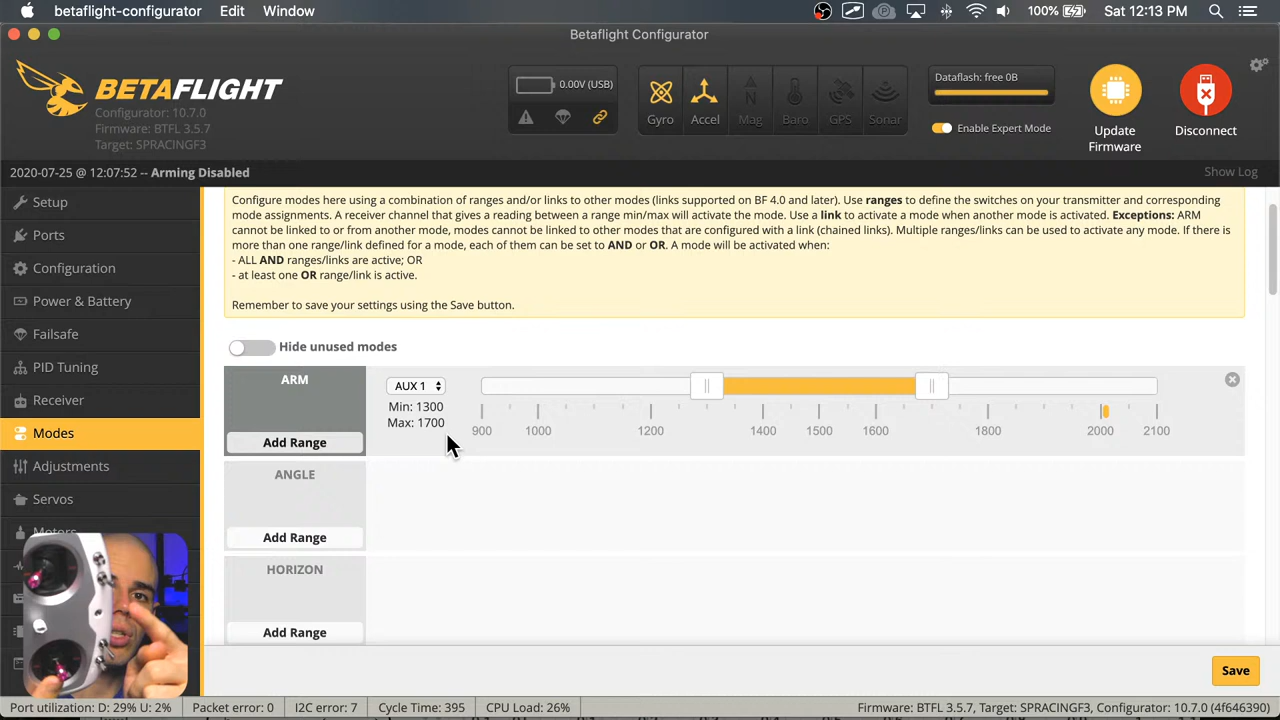 betaflight-configurator Edit Window 100% Sat 12:13 PM
Betaflight Configurator
BETAFLIGHT
Configurator: 10.7.0
Firmware: BTFL 3.5.7
Target: SPRACINGF3
0.00V (USB)
Gyro Accel Mag Baro GPS Sonar
Dataflash: free 0B
Enable Expert Mode
Update
Firmware
Disconnect
2020-07-25 @ 12:07:52 -- Arming Disabled Show Log
Setup
Ports
Configuration
Power & Battery
Failsafe
PID Tuning
Receiver
Modes
Adjustments
Servos
Motors
Configure modes here using a combination of ranges and/or links to other modes (links supported on BF 4.0 and later). Use ranges to define the switches on your transmitter and corresponding
mode assignments. A receiver channel that gives a reading between a range min/max will activate the mode. Use a link to activate a mode when another mode is activated. Exceptions: ARM
cannot be linked to or from another mode, modes cannot be linked to other modes that are configured with a link (chained links). Multiple ranges/links can be used to activate any mode. If there is
more than one range/link defined for a mode, each of them can be set to AND or OR. A mode will be activated when:
- ALL AND ranges/links are active; OR
- at least one OR range/link is active.
Remember to save your settings using the Save button.
Hide unused modes
ARM
Add Range
AUX 1
Min: 1300
Max: 1700
900 1000 1200 1400 1500 1600 1800 2000 2100
ANGLE
Add Range
HORIZON
Add Range
Save
Port utilization: D: 29% U: 2% Packet error: 0 I2C error: 7 Cycle Time: 395 CPU Load: 26% Firmware: BTFL 3.5.7, Target: SPRACINGF3, Configurator: 10.7.0 (4f646390)